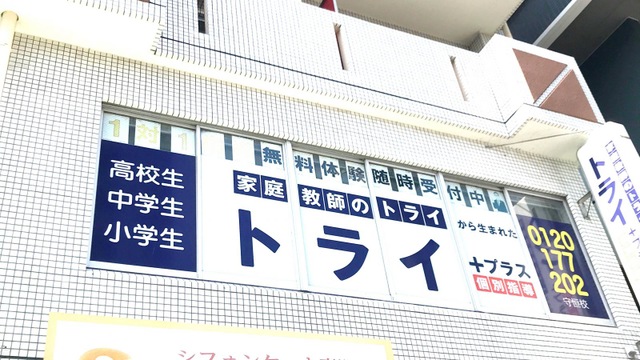 1対1
無料体験随時受付中
高校生
中学生
小学生
家庭教師のトライ
から生まれた
トライ
+プラス
個別指導
0120
177
202
守恒校
トライ